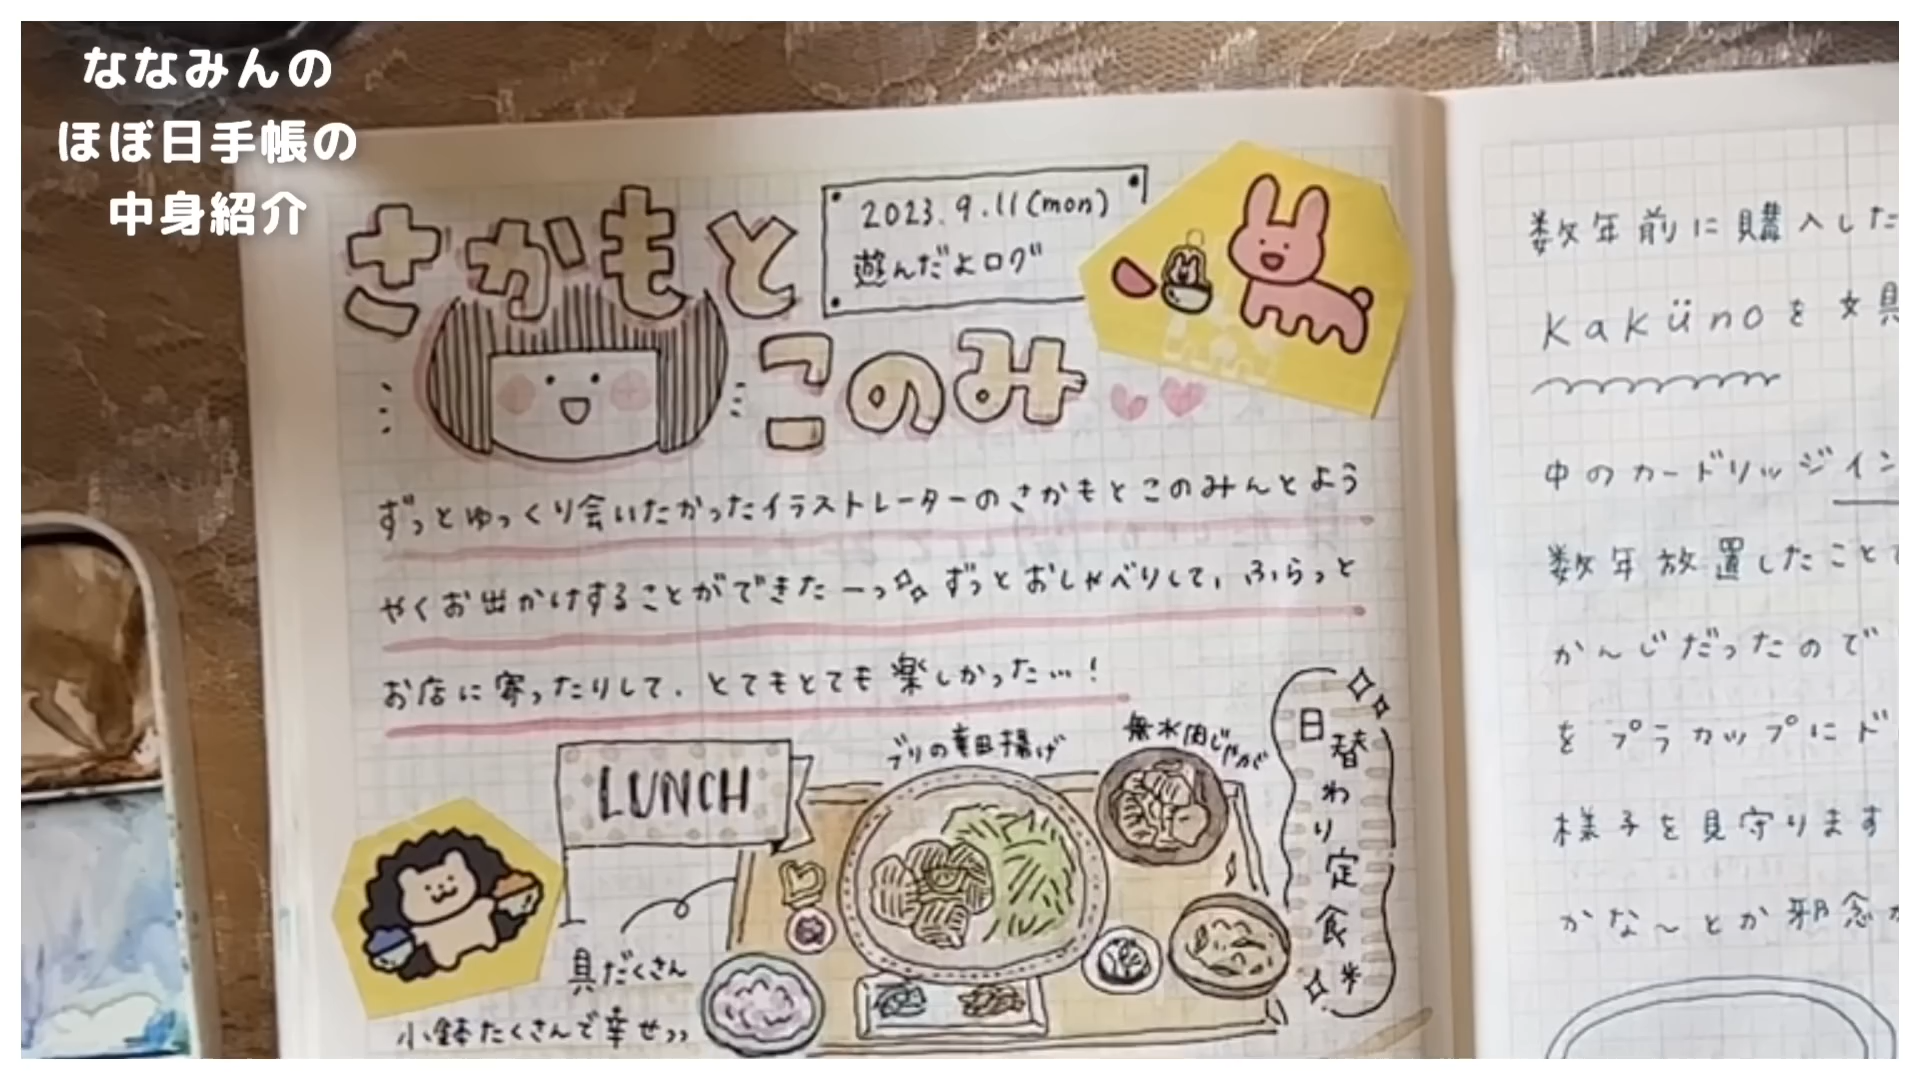 ななみんの
ほぼ日手帳の
中身紹介
さかもと
このみ
2023.9.11(mon)
遊んだよログ
ずっとゆっくり会いたかったイラストレーターのさかもとこのみんとよう
やくお出かけすることができたーっ ずっとおしゃべりして、ふらっと
お店に寄ったりして、とてもとても楽しかった…!
LUNCH
ブリの竜田揚げ
無水肉じゃが
日替わり定食
具だくさん
小鉢たくさんで幸せっっ
数年前に購入した
Kaküno を 文具
中のカードリッジイン
数年放置したこと
かんじだったので
を プラカップにド
様子を見守ります
かな〜とか邪念が